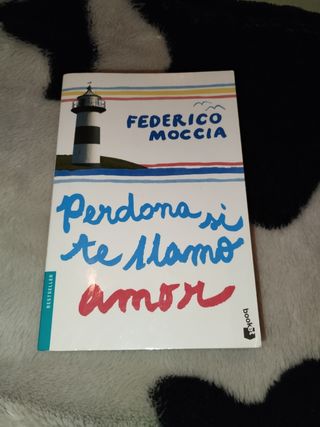 FEDERICO
MOCCIA
Perdona si
te llamo
amor
BESTSELLER
booket